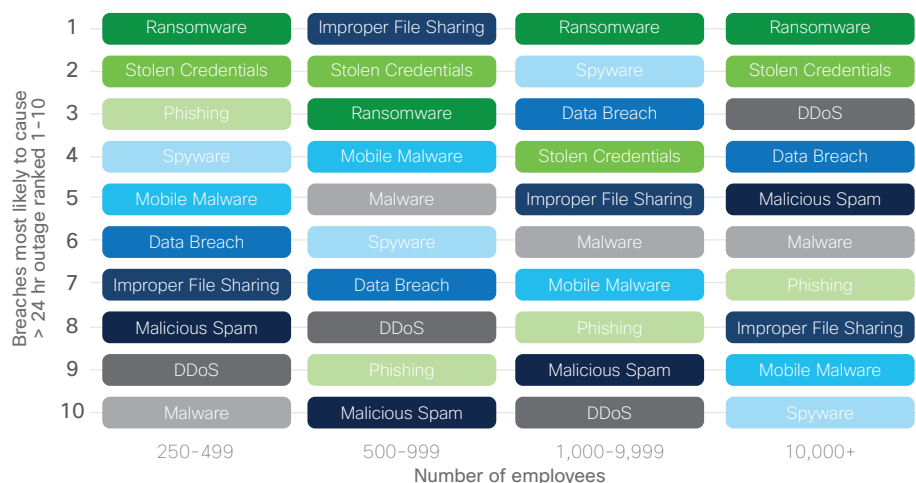 Breaches most likely to cause
> 24 hr outage ranked 1-10
1 Ransomware Improper File Sharing Ransomware Ransomware
2 Stolen Credentials Stolen Credentials Spyware Stolen Credentials
3 Phishing Ransomware Data Breach DDoS
4 Spyware Mobile Malware Stolen Credentials Data Breach
5 Mobile Malware Malware Improper File Sharing Malicious Spam
6 Data Breach Spyware Malware Malware
7 Improper File Sharing Data Breach Mobile Malware Phishing
8 Malicious Spam DDoS Phishing Improper File Sharing
9 DDoS Phishing Malicious Spam Mobile Malware
10 Malware Malicious Spam DDoS Spyware
250-499 500-999 1,000-9,999 10,000+
Number of employees